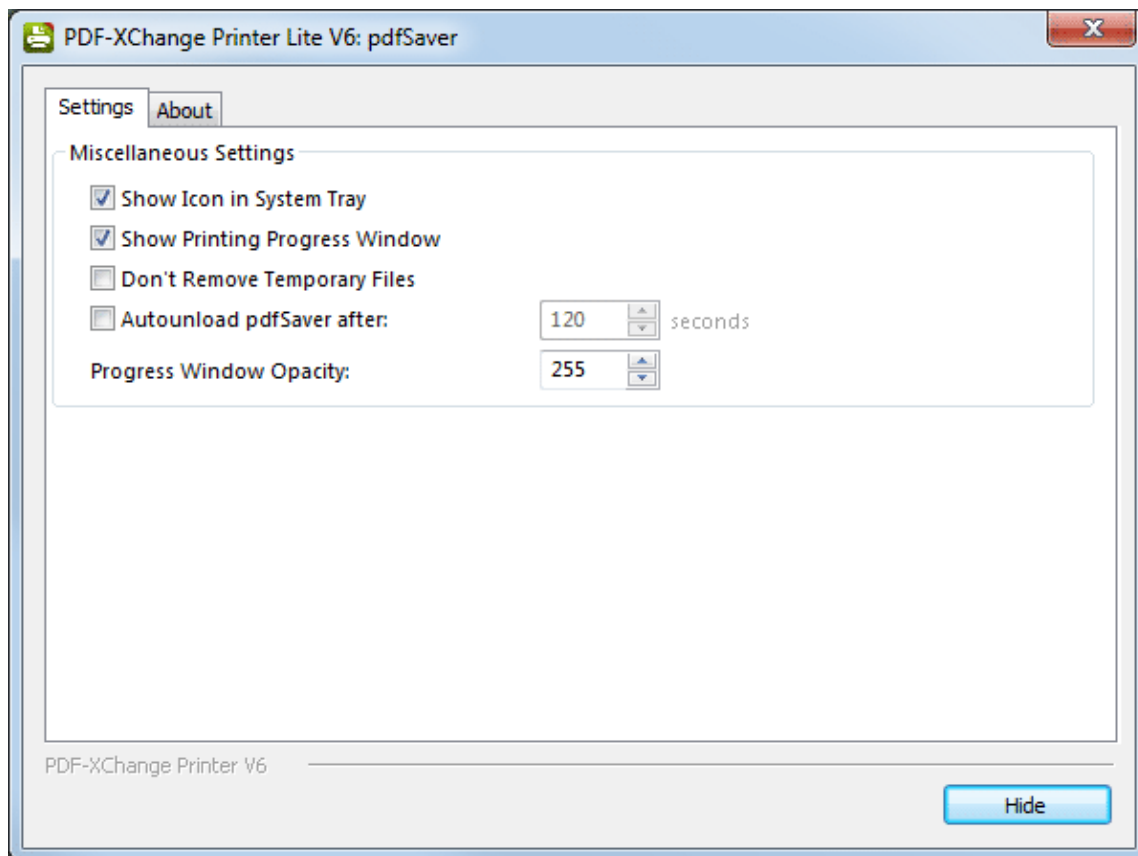 PDF-XChange Printer Lite V6: pdfSaver
Settings About
Miscellaneous Settings
Show Icon in System Tray
Show Printing Progress Window
Don't Remove Temporary Files
Autounload pdfSaver after: 120 seconds
Progress Window Opacity: 255
PDF-XChange Printer V6
Hide